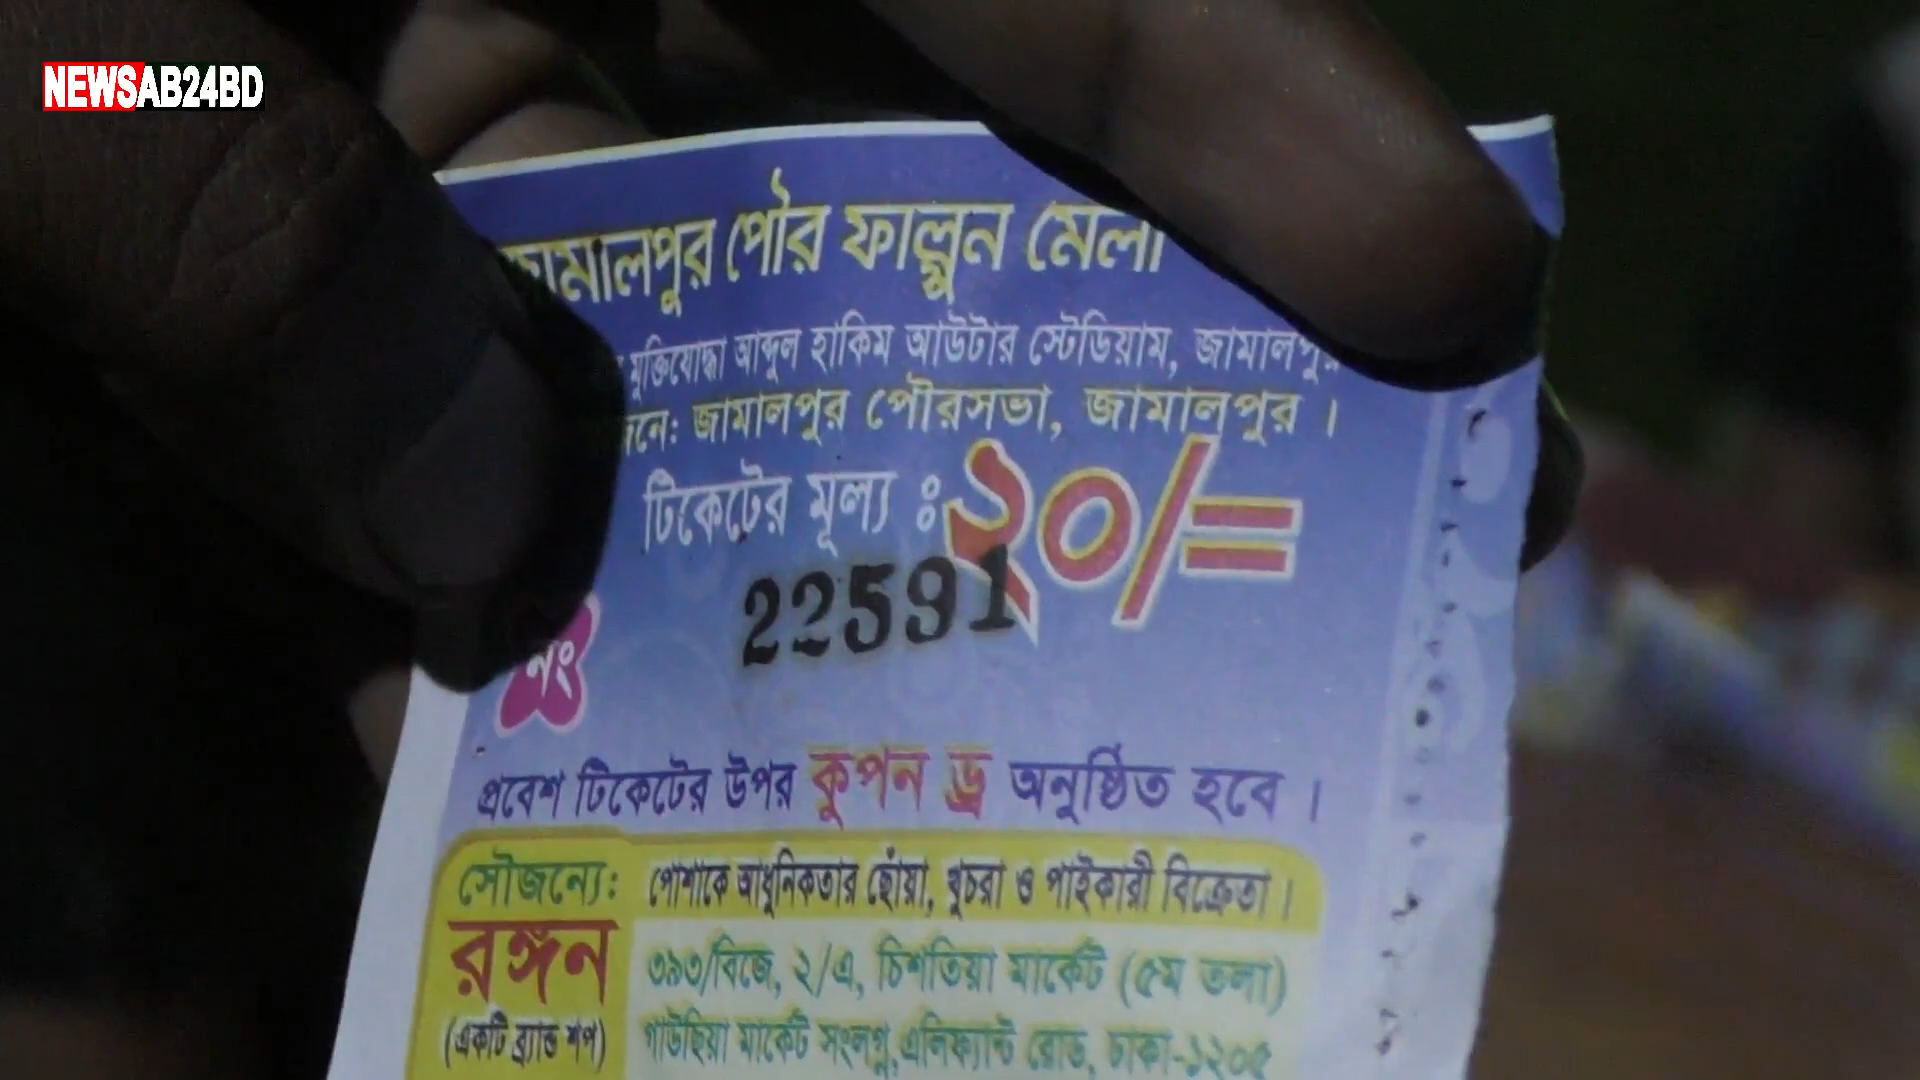 NEWSAB24BD
জামালপুর পৌর ফাল্গুন মেলা
মুক্তিযোদ্ধা আব্দুল হাকিম আউটার স্টেডিয়াম, জামালপুর
জামালপুর পৌরসভা, জামালপুর ।
টিকেটের মূল্য ঃ ২০/=
নং 22591
প্রবেশ টিকেটের উপর কুপন ড্র অনুষ্ঠিত হবে ।
সৌজন্যে: পোশাকে আধুনিকতার ছোঁয়া, খুচরা ও পাইকারী বিক্রেতা ।
রঙ্গন
৩৯৩/বিজে, ২/এ, চিশতিয়া মার্কেট (৫ম তলা)
(একটি ব্র্যান্ড শপ) গাউছিয়া মার্কেট সংলগ্ন, এলিফ্যান্ট রোড, ঢাকা-১২০৫